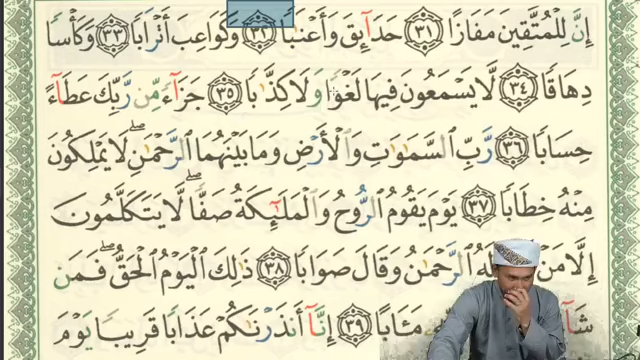 إِنَّ لِلْمُتَّقِينَ مَفَازًا ٣١ حَدَآئِقَ وَأَعْنَٰبًا ٣٢ وَكَوَاعِبَ أَتْرَابًا ٣٣ وَكَأْسًا
دِهَاقًا ٣٤ لَّا يَسْمَعُونَ فِيهَا لَغْوًا وَلَا كِذَّٰبًا ٣٥ جَزَآءً مِّن رَّبِّكَ عَطَآءً
حِسَابًا ٣٦ رَّبِّ ٱلسَّمَٰوَٰتِ وَٱلْأَرْضِ وَمَا بَيْنَهُمَا ٱلرَّحْمَٰنِۖ لَا يَمْلِكُونَ
مِنْهُ خِطَابًا ٣٧ يَوْمَ يَقُومُ ٱلرُّوحُ وَٱلْمَلَٰٓئِكَةُ صَفًّاۖ لَّا يَتَكَلَّمُونَ
إِلَّا مَنْ لَهُ ٱلرَّحْمَٰنُ وَقَالَ صَوَابًا ٣٨ ذَٰلِكَ ٱلْيَوْمُ ٱلْحَقُّۖ فَمَن
شَآءَ مَـَٔابًا ٣٩ إِنَّآ أَنذَرْنَٰكُمْ عَذَابًا قَرِيبًا يَوْمَ